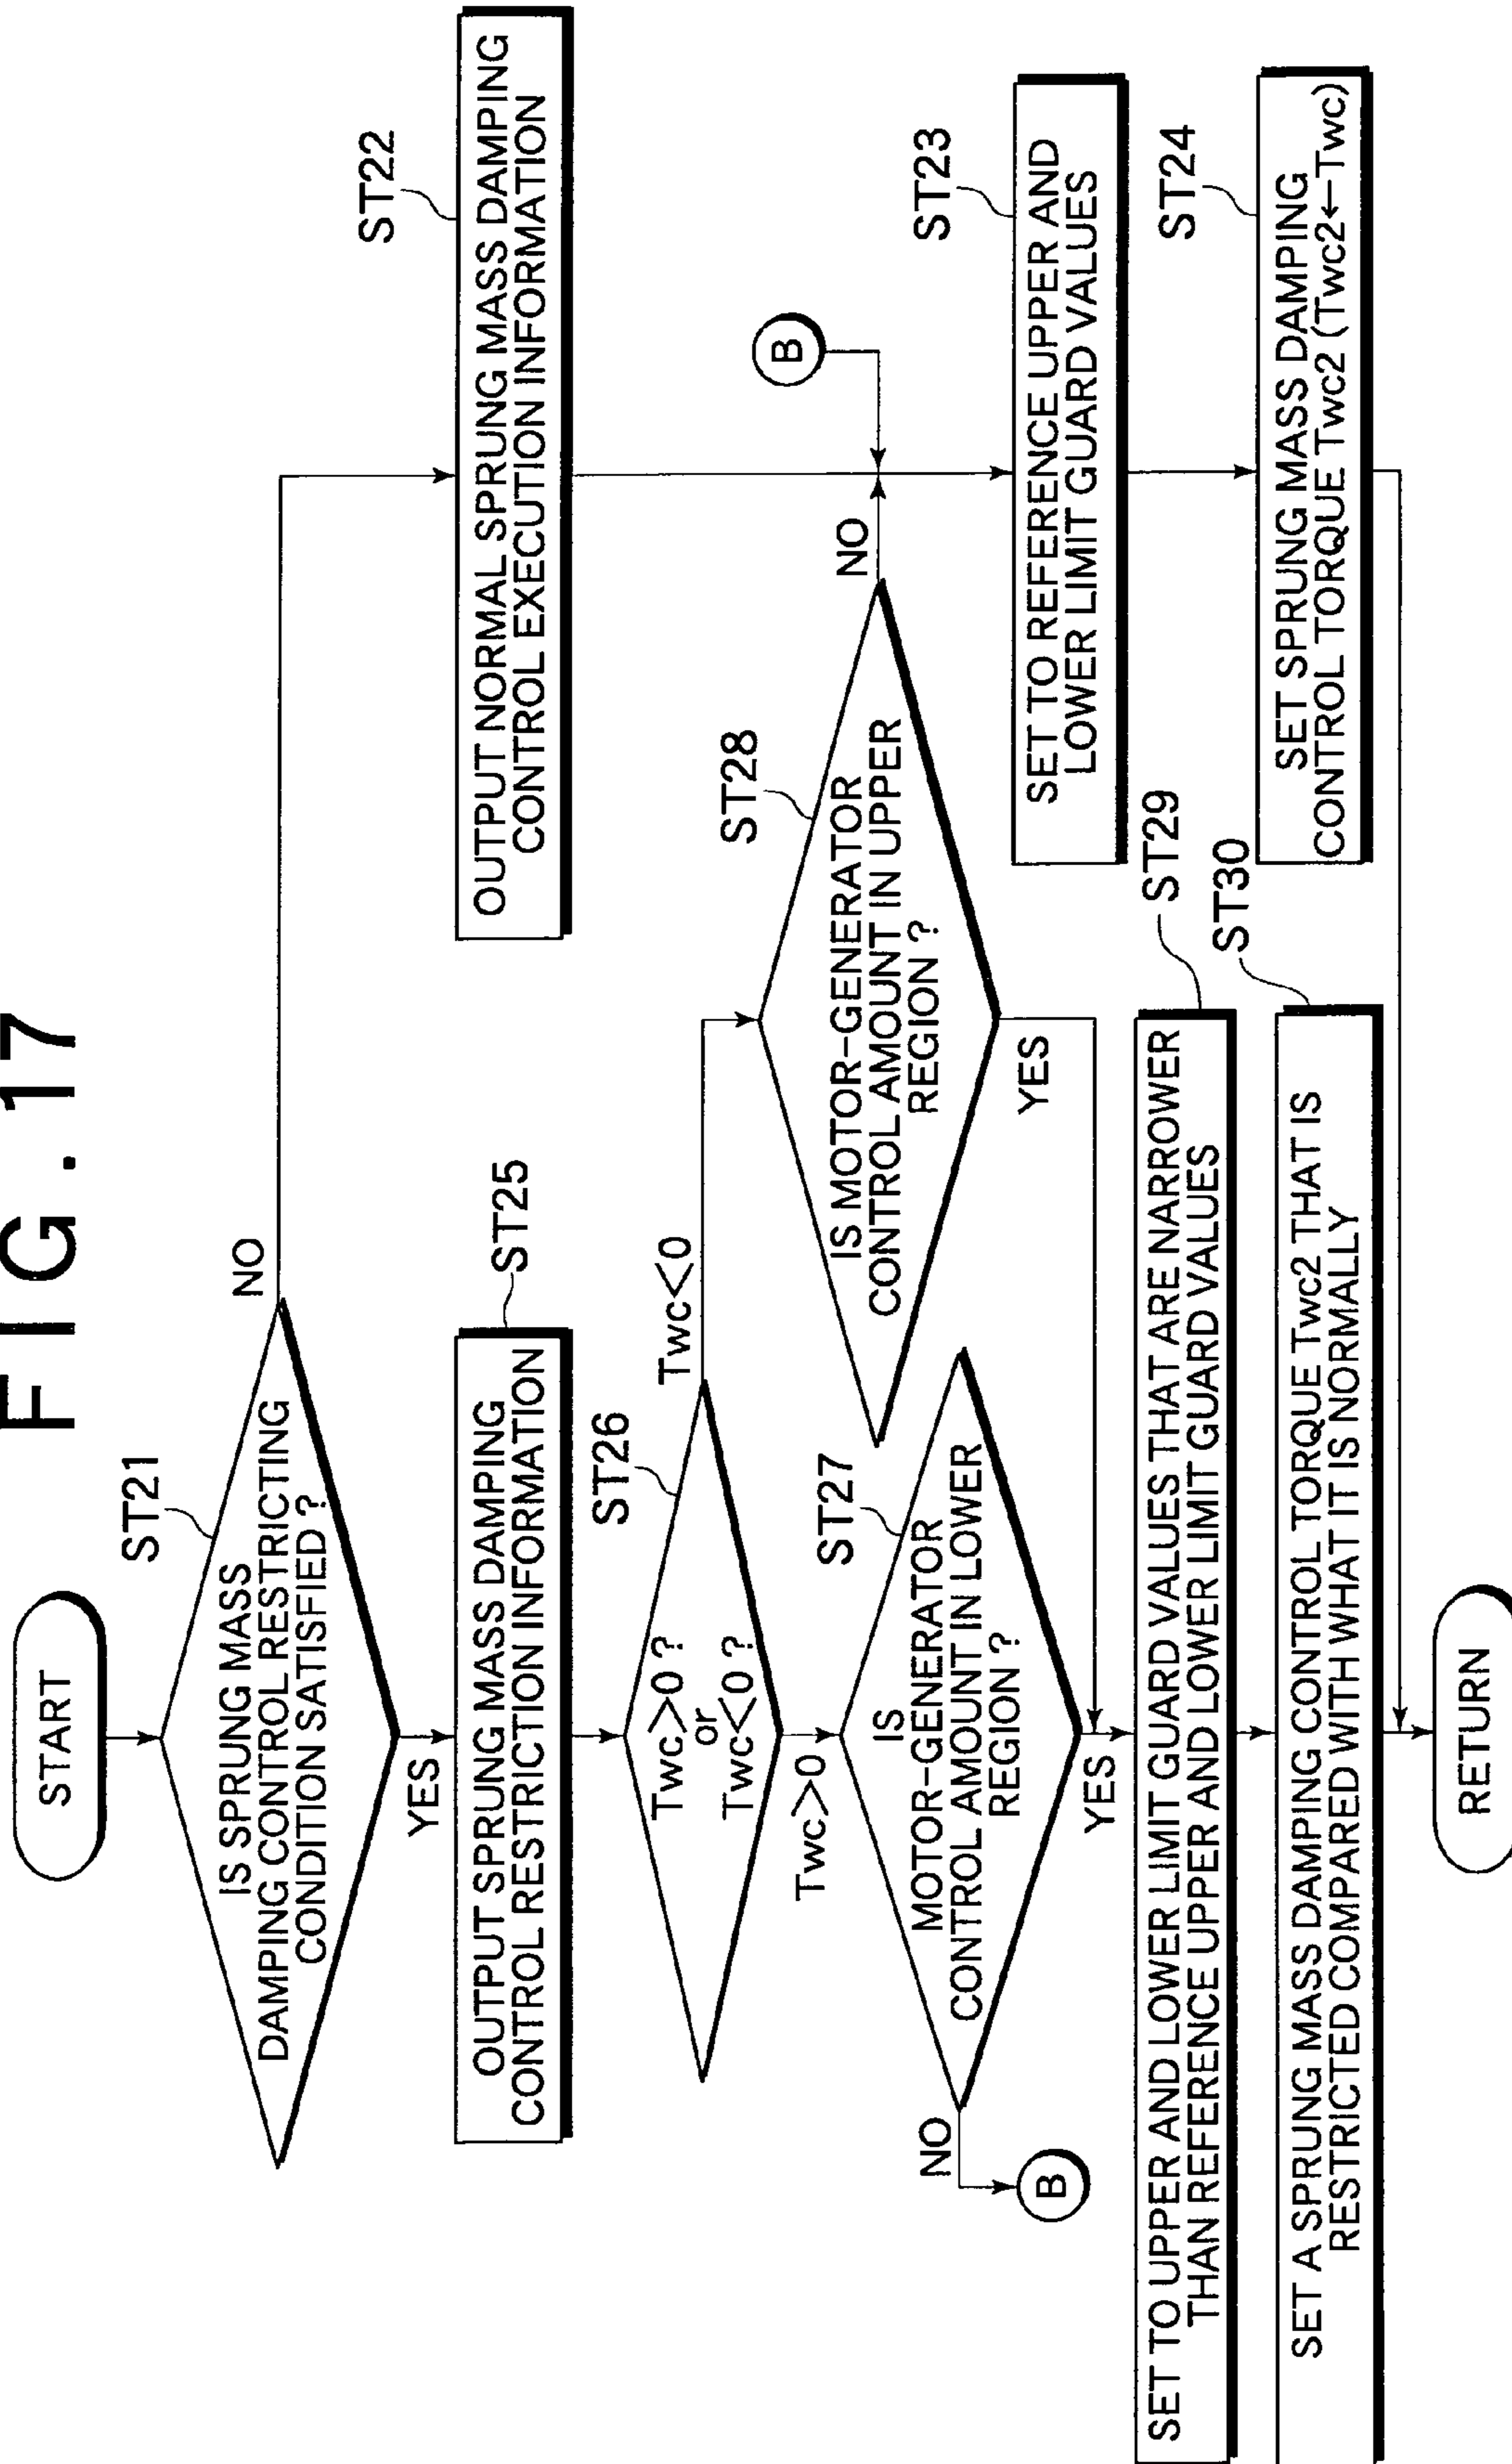 FIG.17
START
ST21
IS SPRUNG MASS
DAMPING CONTROL RESTRICTING
CONDITION SATISFIED ?
NO
YES
ST22
OUTPUT NORMAL SPRUNG MASS DAMPING
CONTROL EXECUTION INFORMATION
ST25
OUTPUT SPRUNG MASS DAMPING
CONTROL RESTRICTION INFORMATION
ST26
Twc>0 ?
or
Twc<0 ?
Twc<0
Twc>0
B
ST28
IS MOTOR-GENERATOR
CONTROL AMOUNT IN UPPER
REGION ?
NO
YES
ST27
IS
MOTOR-GENERATOR
CONTROL AMOUNT IN LOWER
REGION ?
NO
B
YES
ST23
SET TO REFERENCE UPPER AND
LOWER LIMIT GUARD VALUES
ST24
SET SPRUNG MASS DAMPING
CONTROL TORQUE Twc2 (Twc2←Twc)
ST29
SET TO UPPER AND LOWER LIMIT GUARD VALUES THAT ARE NARROWER
THAN REFERENCE UPPER AND LOWER LIMIT GUARD VALUES
ST30
SET A SPRUNG MASS DAMPING CONTROL TORQUE Twc2 THAT IS
RESTRICTED COMPARED WITH WHAT IT IS NORMALLY
RETURN